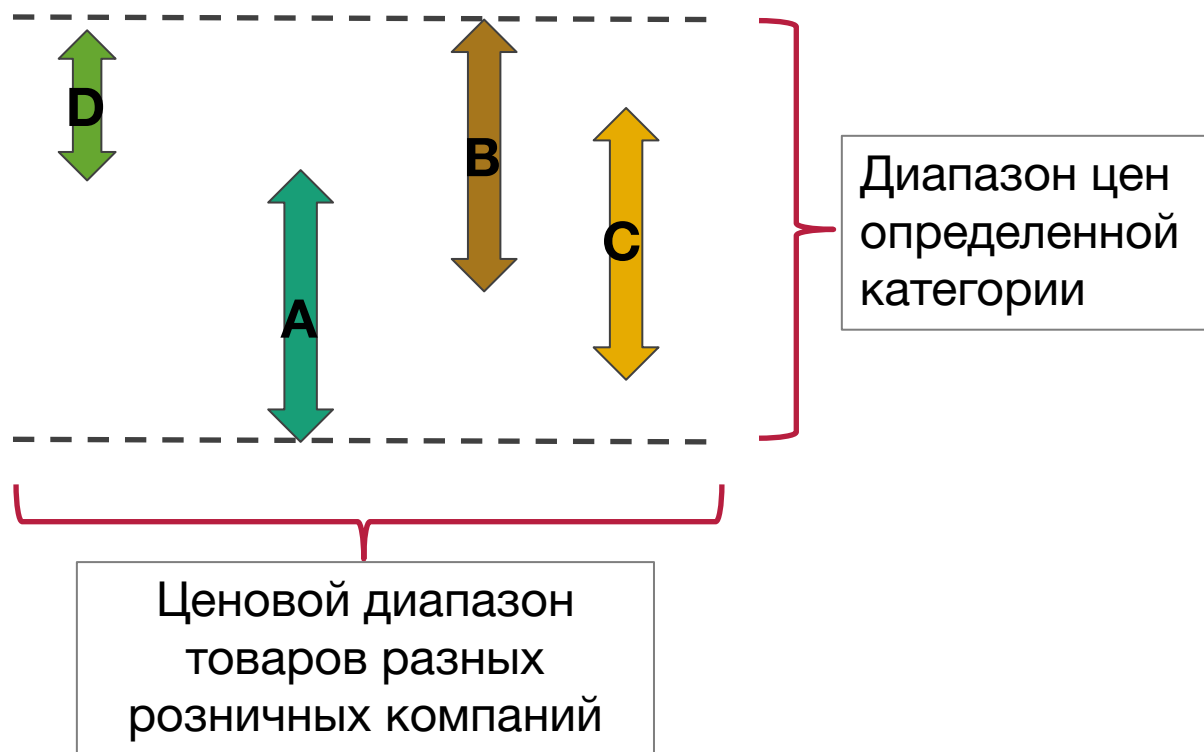 D
B
C
A
Диапазон цен
определенной
категории
Ценовой диапазон
товаров разных
розничных компаний